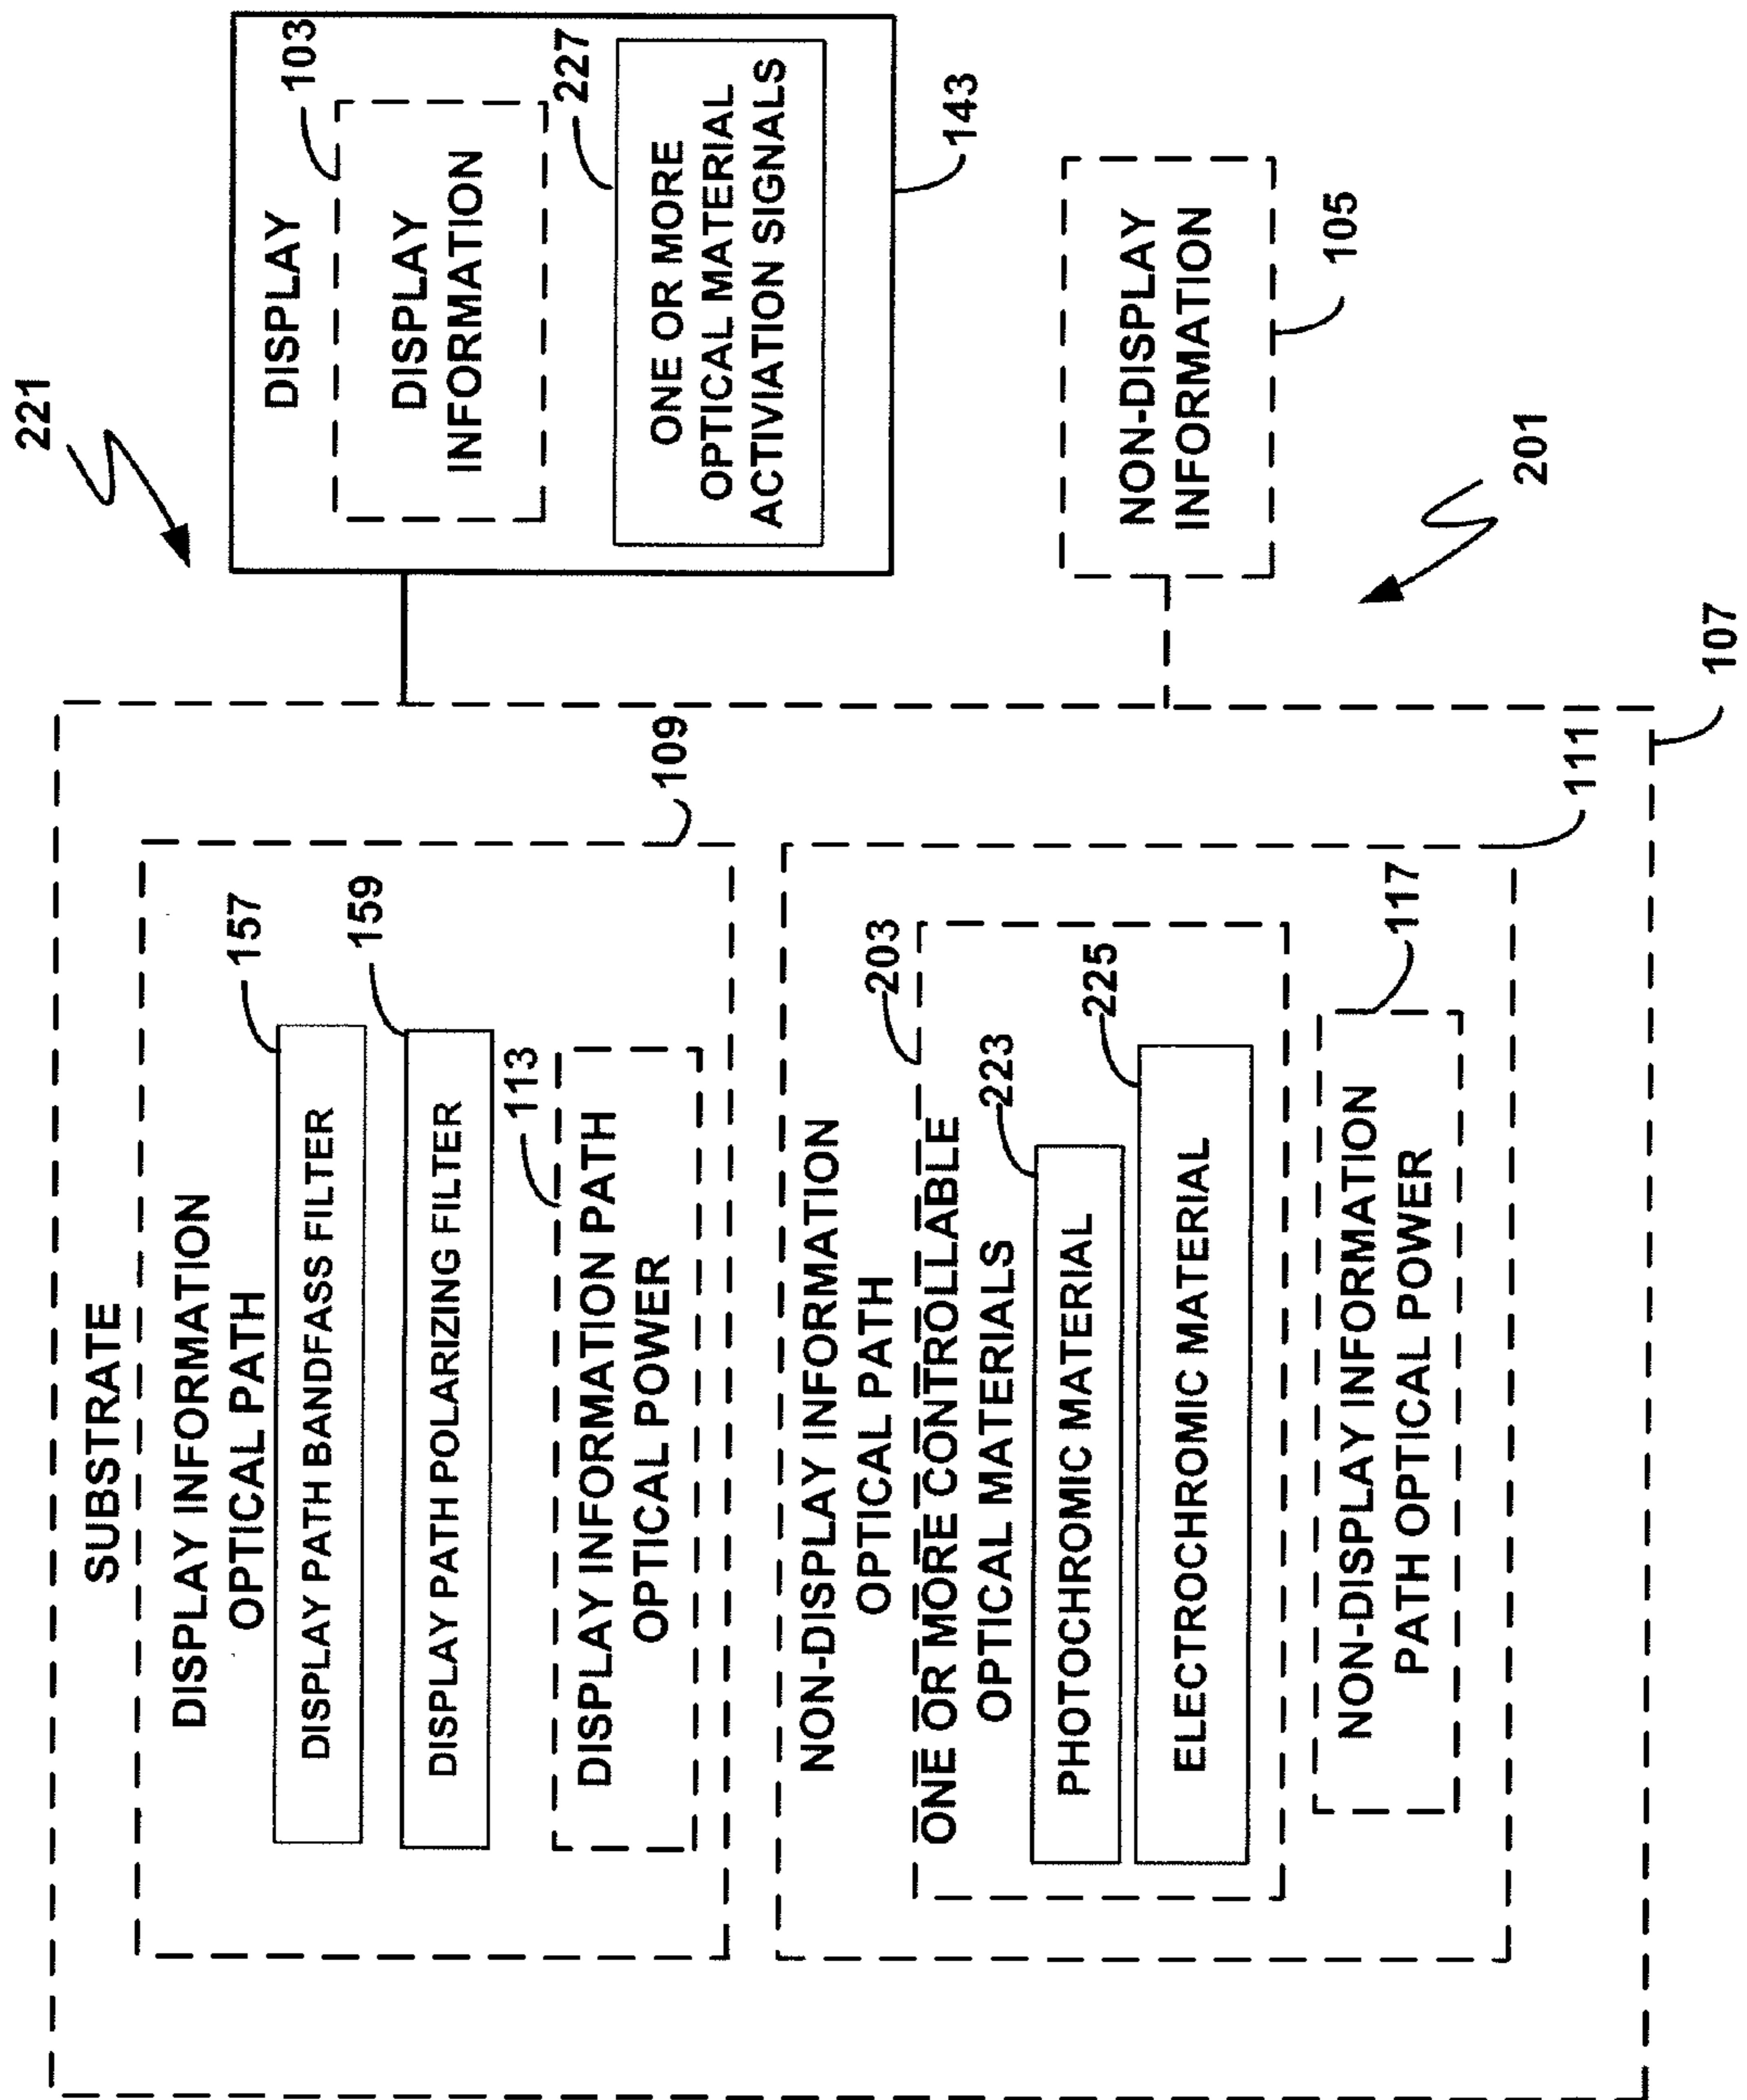 221
SUBSTRATE
DISPLAY INFORMATION
OPTICAL PATH
157
DISPLAY PATH BANDFASS FILTER
159
DISPLAY PATH POLARIZING FILTER
113
DISPLAY INFORMATION PATH
OPTICAL POWER
109
NON-DISPLAY INFORMATION
OPTICAL PATH
203
ONE OR MORE CONTROLLABLE
OPTICAL MATERIALS
223
PHOTOCHROMIC MATERIAL
225
ELECTROCHROMIC MATERIAL
117
NON-DISPLAY INFORMATION
PATH OPTICAL POWER
111
107
DISPLAY
103
DISPLAY
INFORMATION
227
ONE OR MORE
OPTICAL MATERIAL
ACTIVIATION SIGNALS
143
NON-DISPLAY
INFORMATION
105
201